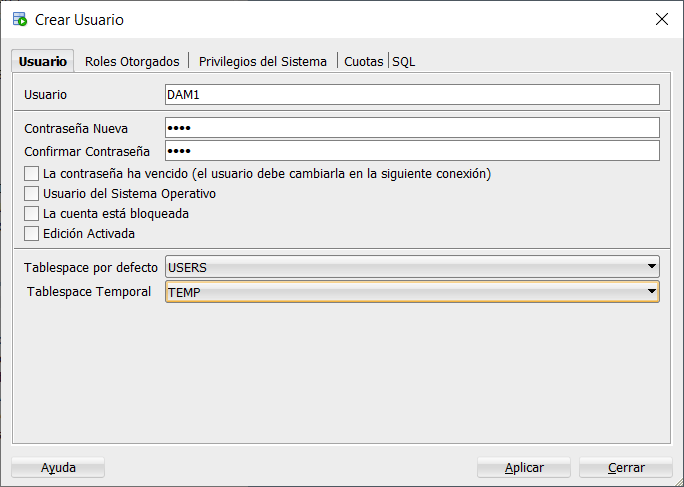 Crear Usuario
Usuario Roles Otorgados Privilegios del Sistema Cuotas SQL
Usuario DAM1
Contraseña Nueva ••••
Confirmar Contraseña ••••
La contraseña ha vencido (el usuario debe cambiarla en la siguiente conexión)
Usuario del Sistema Operativo
La cuenta está bloqueada
Edición Activada
Tablespace por defecto USERS
Tablespace Temporal TEMP
Ayuda Aplicar Cerrar